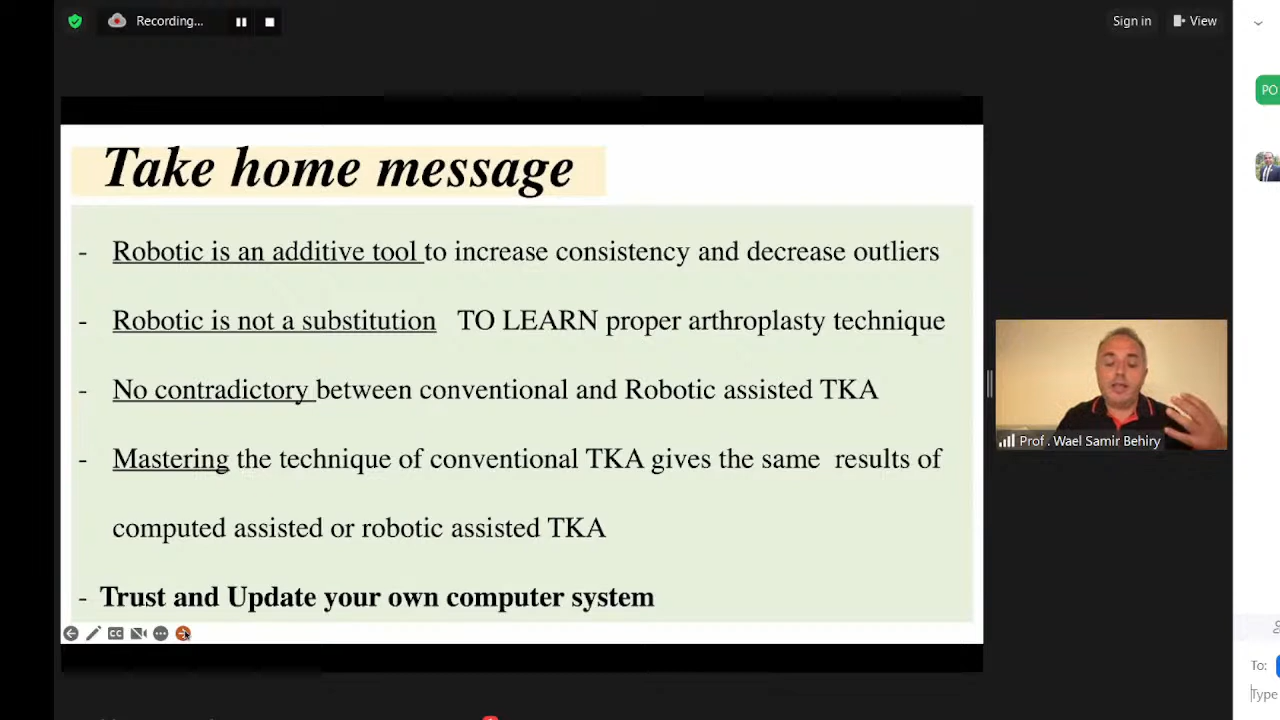 Recording...
Sign in
View
PO
Take home message
- Robotic is an additive tool to increase consistency and decrease outliers
- Robotic is not a substitution TO LEARN proper arthroplasty technique
- No contradictory between conventional and Robotic assisted TKA
- Mastering the technique of conventional TKA gives the same results of
computed assisted or robotic assisted TKA
- Trust and Update your own computer system
CC
Prof . Wael Samir Behiry
To:
Type